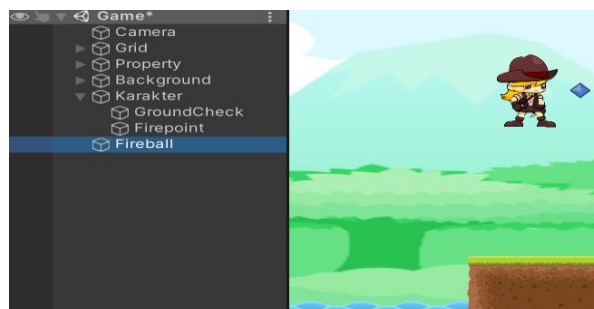 Game*
Camera
Grid
Property
Background
Karakter
GroundCheck
Firepoint
Fireball